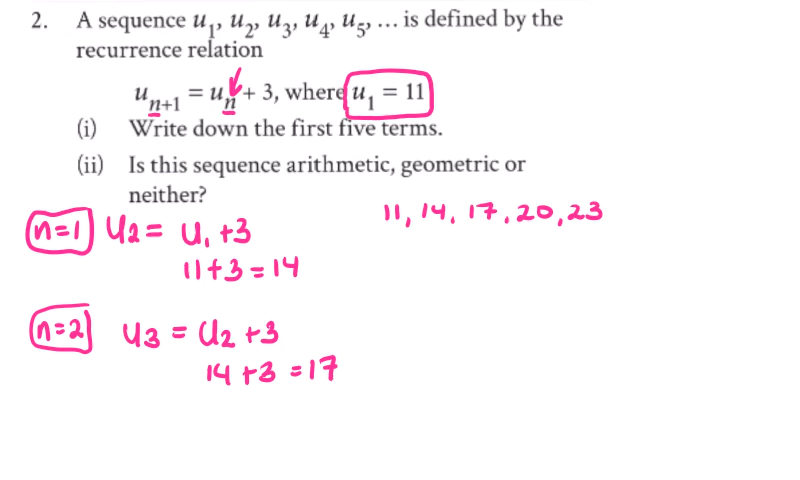 2. A sequence u₁, u₂, u₃, u₄, u₅, ... is defined by the
recurrence relation
uₙ₊₁ = uₙ + 3, where u₁ = 11
(i) Write down the first five terms.
(ii) Is this sequence arithmetic, geometric or
neither?
11, 14, 17, 20, 23
n=1 u₂ = u₁ +3
11+3 = 14
n=2 u₃ = u₂ +3
14 +3 = 17